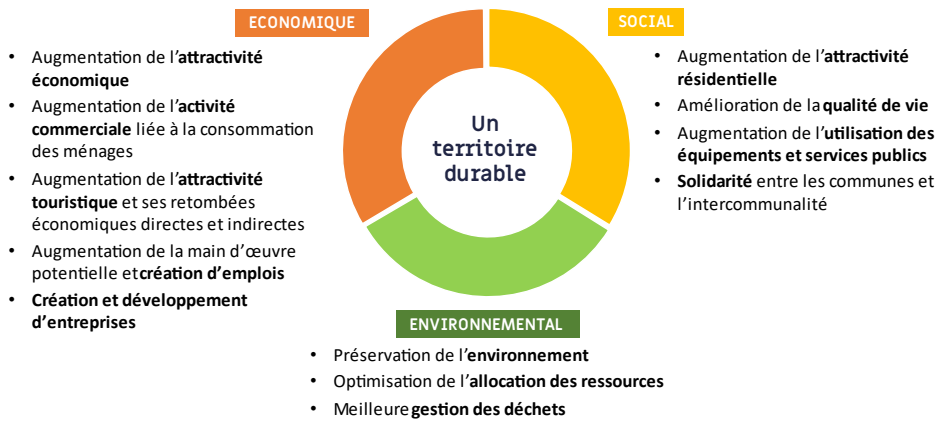 ECONOMIQUE
• Augmentation de l’attractivité
économique
• Augmentation de l’activité
commerciale liée à la consommation
des ménages
• Augmentation de l’attractivité
touristique et ses retombées
économiques directes et indirectes
• Augmentation de la main d’œuvre
potentielle et création d’emplois
• Création et développement
d’entreprises
Un
territoire
durable
SOCIAL
• Augmentation de l’attractivité
résidentielle
• Amélioration de la qualité de vie
• Augmentation de l’utilisation des
équipements et services publics
• Solidarité entre les communes et
l’intercommunalité
ENVIRONNEMENTAL
• Préservation de l’environnement
• Optimisation de l’allocation des ressources
• Meilleure gestion des déchets